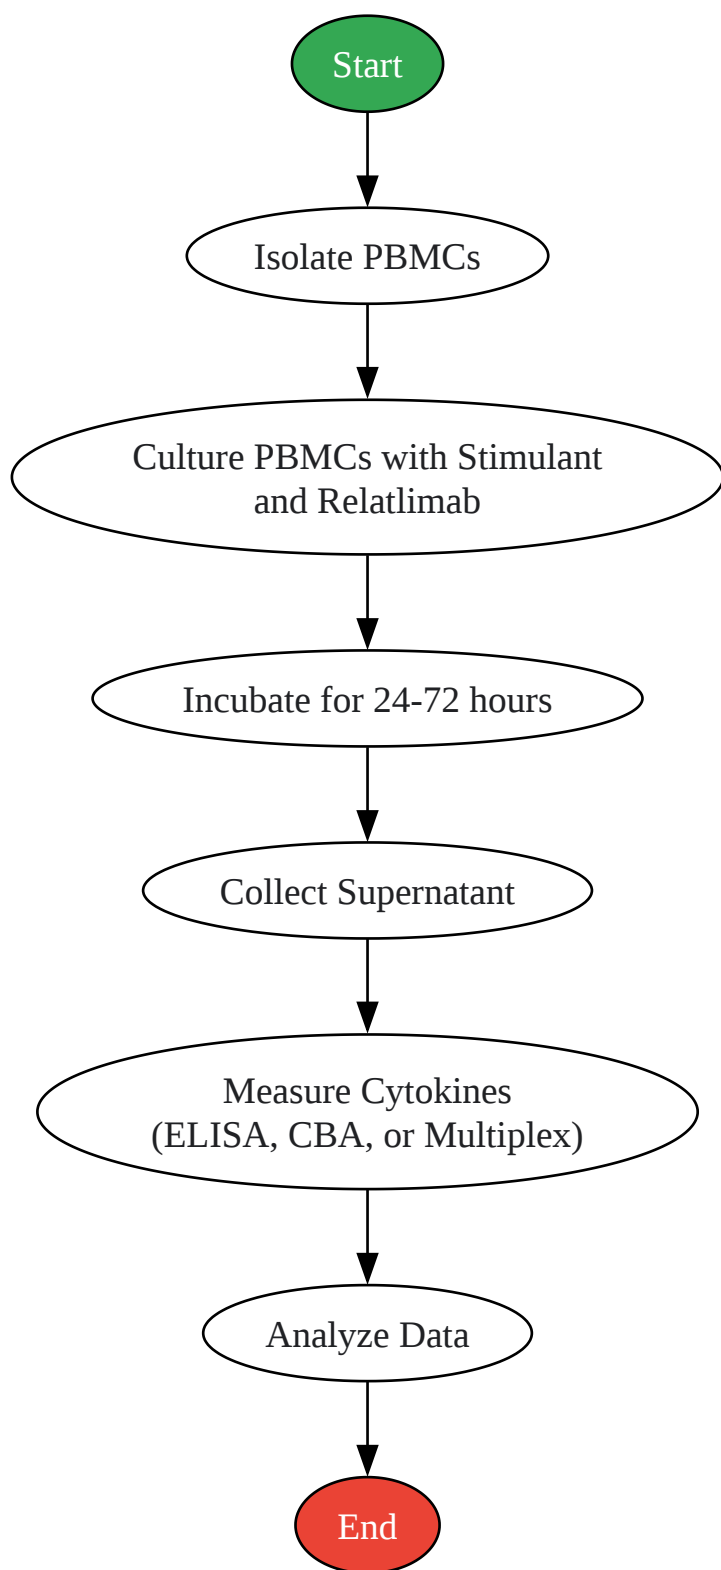 Start
Isolate PBMCs
Culture PBMCs with Stimulant
and Relatlimab
Incubate for 24-72 hours
Collect Supernatant
Measure Cytokines
(ELISA, CBA, or Multiplex)
Analyze Data
End